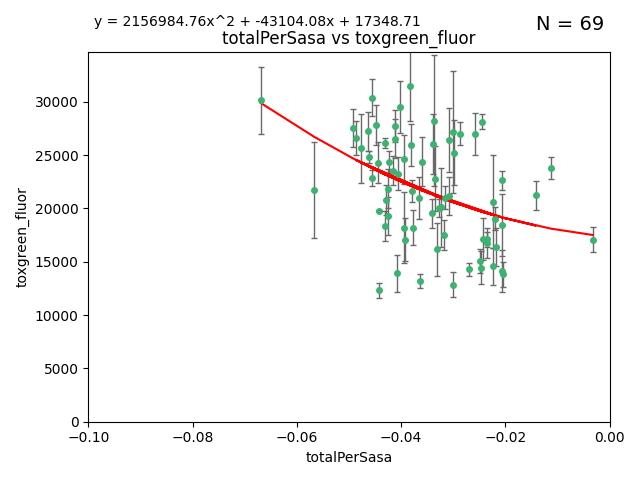 y = 2156984.76x^2 + -43104.08x + 17348.71
N = 69
totalPerSasa vs toxgreen_fluor
toxgreen_fluor
30000
25000
20000
15000
10000
5000
0
−0.10
−0.08
−0.06
−0.04
−0.02
0.00
totalPerSasa